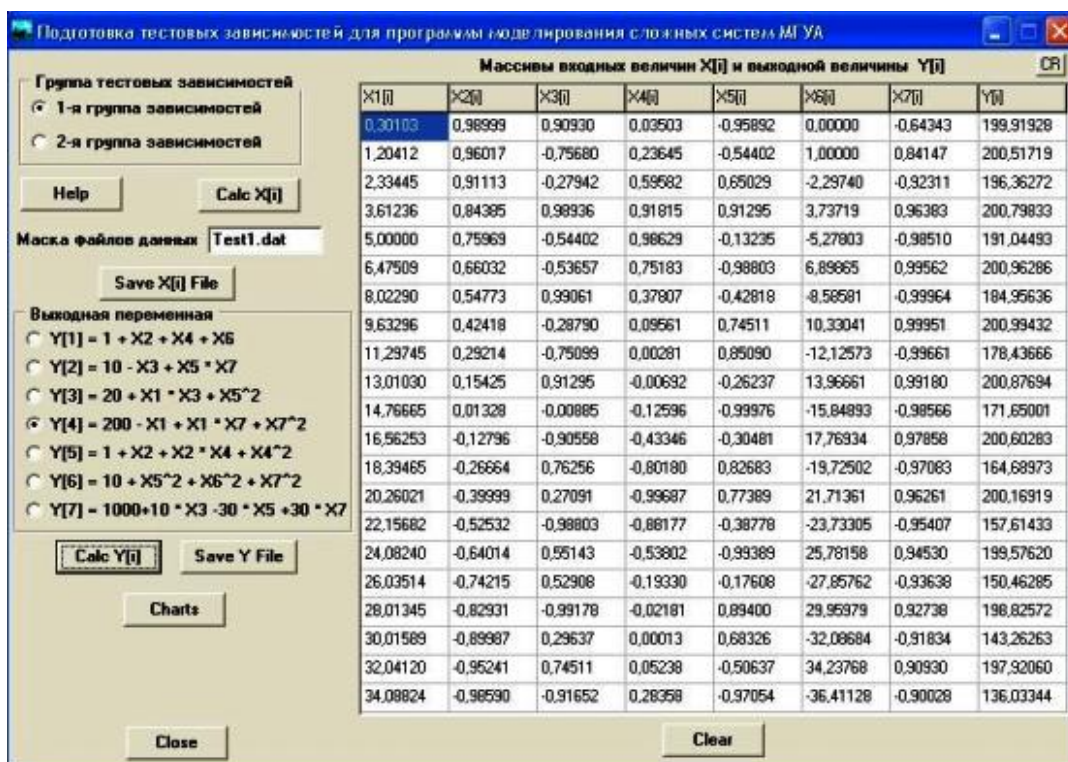 Подготовка тестовых зависимостей для программы моделирования сложных систем МГУА
Группа тестовых зависимостей
1-я группа зависимостей
2-я группа зависимостей
Help
Calc X[i]
Маска файлов данных Test1.dat
Save X[i] File
Выходная переменная
Y[1] = 1 + X2 + X4 + X6
Y[2] = 10 - X3 + X5 * X7
Y[3] = 20 + X1 * X3 + X5^2
Y[4] = 200 - X1 + X1 * X7 + X7^2
Y[5] = 1 + X2 + X2 * X4 + X4^2
Y[6] = 10 + X5^2 + X6^2 + X7^2
Y[7] = 1000+10 * X3 -30 * X5 +30 * X7
Calc Y[i]
Save Y File
Charts
Close
Массивы входных величин X[i] и выходной величины Y[i]
CR
X1[i] X2[i] X3[i] X4[i] X5[i] X6[i] X7[i] Y[i]
0,30103 0,98999 0,90930 0,03503 -0,95892 0,00000 -0,64343 199,91928
1,20412 0,96017 -0,75680 0,23645 -0,54402 1,00000 0,84147 200,51719
2,33445 0,91113 -0,27942 0,59582 0,65029 -2,29740 -0,92311 196,36272
3,61236 0,84385 0,98936 0,91815 0,91295 3,73719 0,96383 200,79833
5,00000 0,75969 -0,54402 0,98629 -0,13235 -5,27803 -0,98510 191,04493
6,47509 0,66032 -0,53657 0,75183 -0,98803 6,89865 0,99562 200,96286
8,02290 0,54773 0,99061 0,37807 -0,42818 -8,58581 -0,99964 184,95636
9,63296 0,42418 -0,28790 0,09561 0,74511 10,33041 0,99951 200,99432
11,29745 0,29214 -0,75099 0,00281 0,85090 -12,12573 -0,99661 178,43666
13,01030 0,15425 0,91295 -0,00692 -0,26237 13,96661 0,99180 200,87694
14,76665 0,01328 -0,00885 -0,12596 -0,99976 -15,84893 -0,98566 171,65001
16,56253 -0,12796 -0,90558 -0,43346 -0,30481 17,76934 0,97858 200,60283
18,39465 -0,26664 0,76256 -0,80180 0,82683 -19,72502 -0,97083 164,68973
20,26021 -0,39999 0,27091 -0,99687 0,77389 21,71361 0,96261 200,16919
22,15682 -0,52532 -0,98803 -0,88177 -0,38778 -23,73305 -0,95407 157,61433
24,08240 -0,64014 0,55143 -0,53802 -0,99389 25,78158 0,94530 199,57620
26,03514 -0,74215 0,52908 -0,19330 -0,17608 -27,85762 -0,93638 150,46285
28,01345 -0,82931 -0,99178 -0,02181 0,89400 29,95979 0,92738 198,82572
30,01589 -0,89987 0,29637 0,00013 0,68326 -32,08684 -0,91834 143,26263
32,04120 -0,95241 0,74511 0,05238 -0,50637 34,23768 0,90930 197,92060
34,08824 -0,98590 -0,91652 0,28358 -0,97054 -36,41128 -0,90028 136,03344
Clear